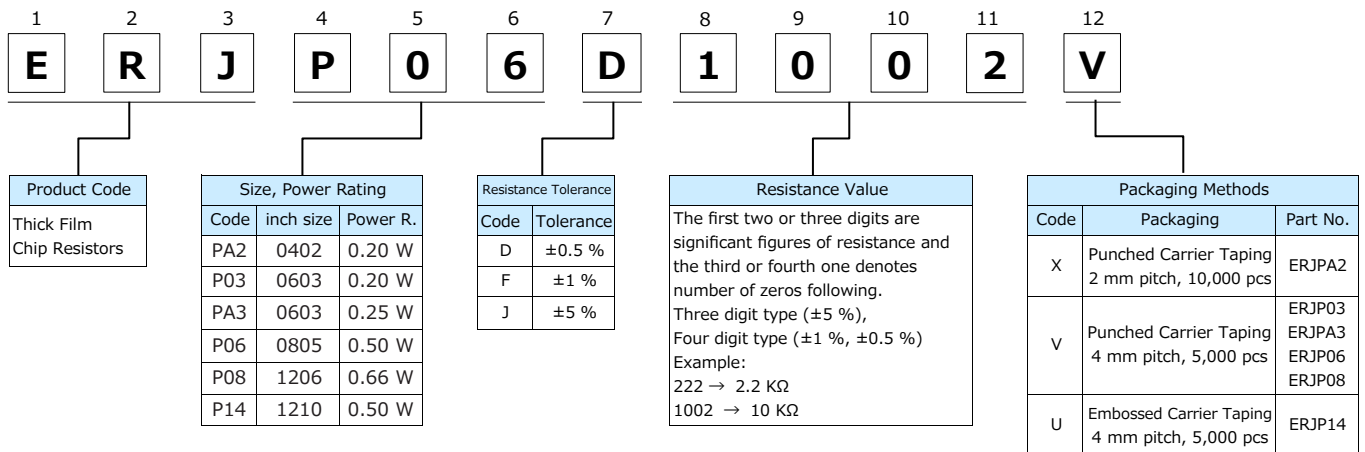 1 2 3 4 5 6 7 8 9 10 11 12
E R J P 0 6 D 1 0 0 2 V
Product Code
Thick Film
Chip Resistors
Size, Power Rating
Code inch size Power R.
PA2 0402 0.20 W
P03 0603 0.20 W
PA3 0603 0.25 W
P06 0805 0.50 W
P08 1206 0.66 W
P14 1210 0.50 W
Resistance Tolerance
Code Tolerance
D ±0.5 %
F ±1 %
J ±5 %
Resistance Value
The first two or three digits are
significant figures of resistance and
the third or fourth one denotes
number of zeros following.
Three digit type (±5 %),
Four digit type (±1 %, ±0.5 %)
Example:
222 → 2.2 KΩ
1002 → 10 KΩ
Packaging Methods
Code Packaging Part No.
X Punched Carrier Taping
2 mm pitch, 10,000 pcs ERJPA2
V Punched Carrier Taping
4 mm pitch, 5,000 pcs
ERJP03
ERJPA3
ERJP06
ERJP08
U Embossed Carrier Taping
4 mm pitch, 5,000 pcs ERJP14